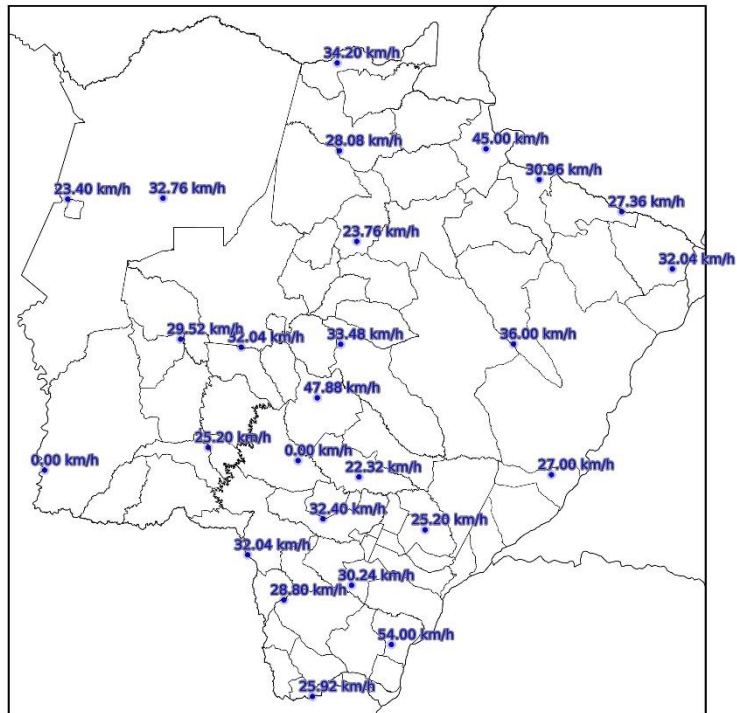 34.20 km/h
28.08 km/h
45.00 km/h
30.96 km/h
23.40 km/h
32.76 km/h
27.36 km/h
23.76 km/h
32.04 km/h
29.52 km/h
32.04 km/h
33.48 km/h
36.00 km/h
47.88 km/h
25.20 km/h
0.00 km/h
0.00 km/h
22.32 km/h
27.00 km/h
32.40 km/h
25.20 km/h
32.04 km/h
28.80 km/h
30.24 km/h
54.00 km/h
25.92 km/h